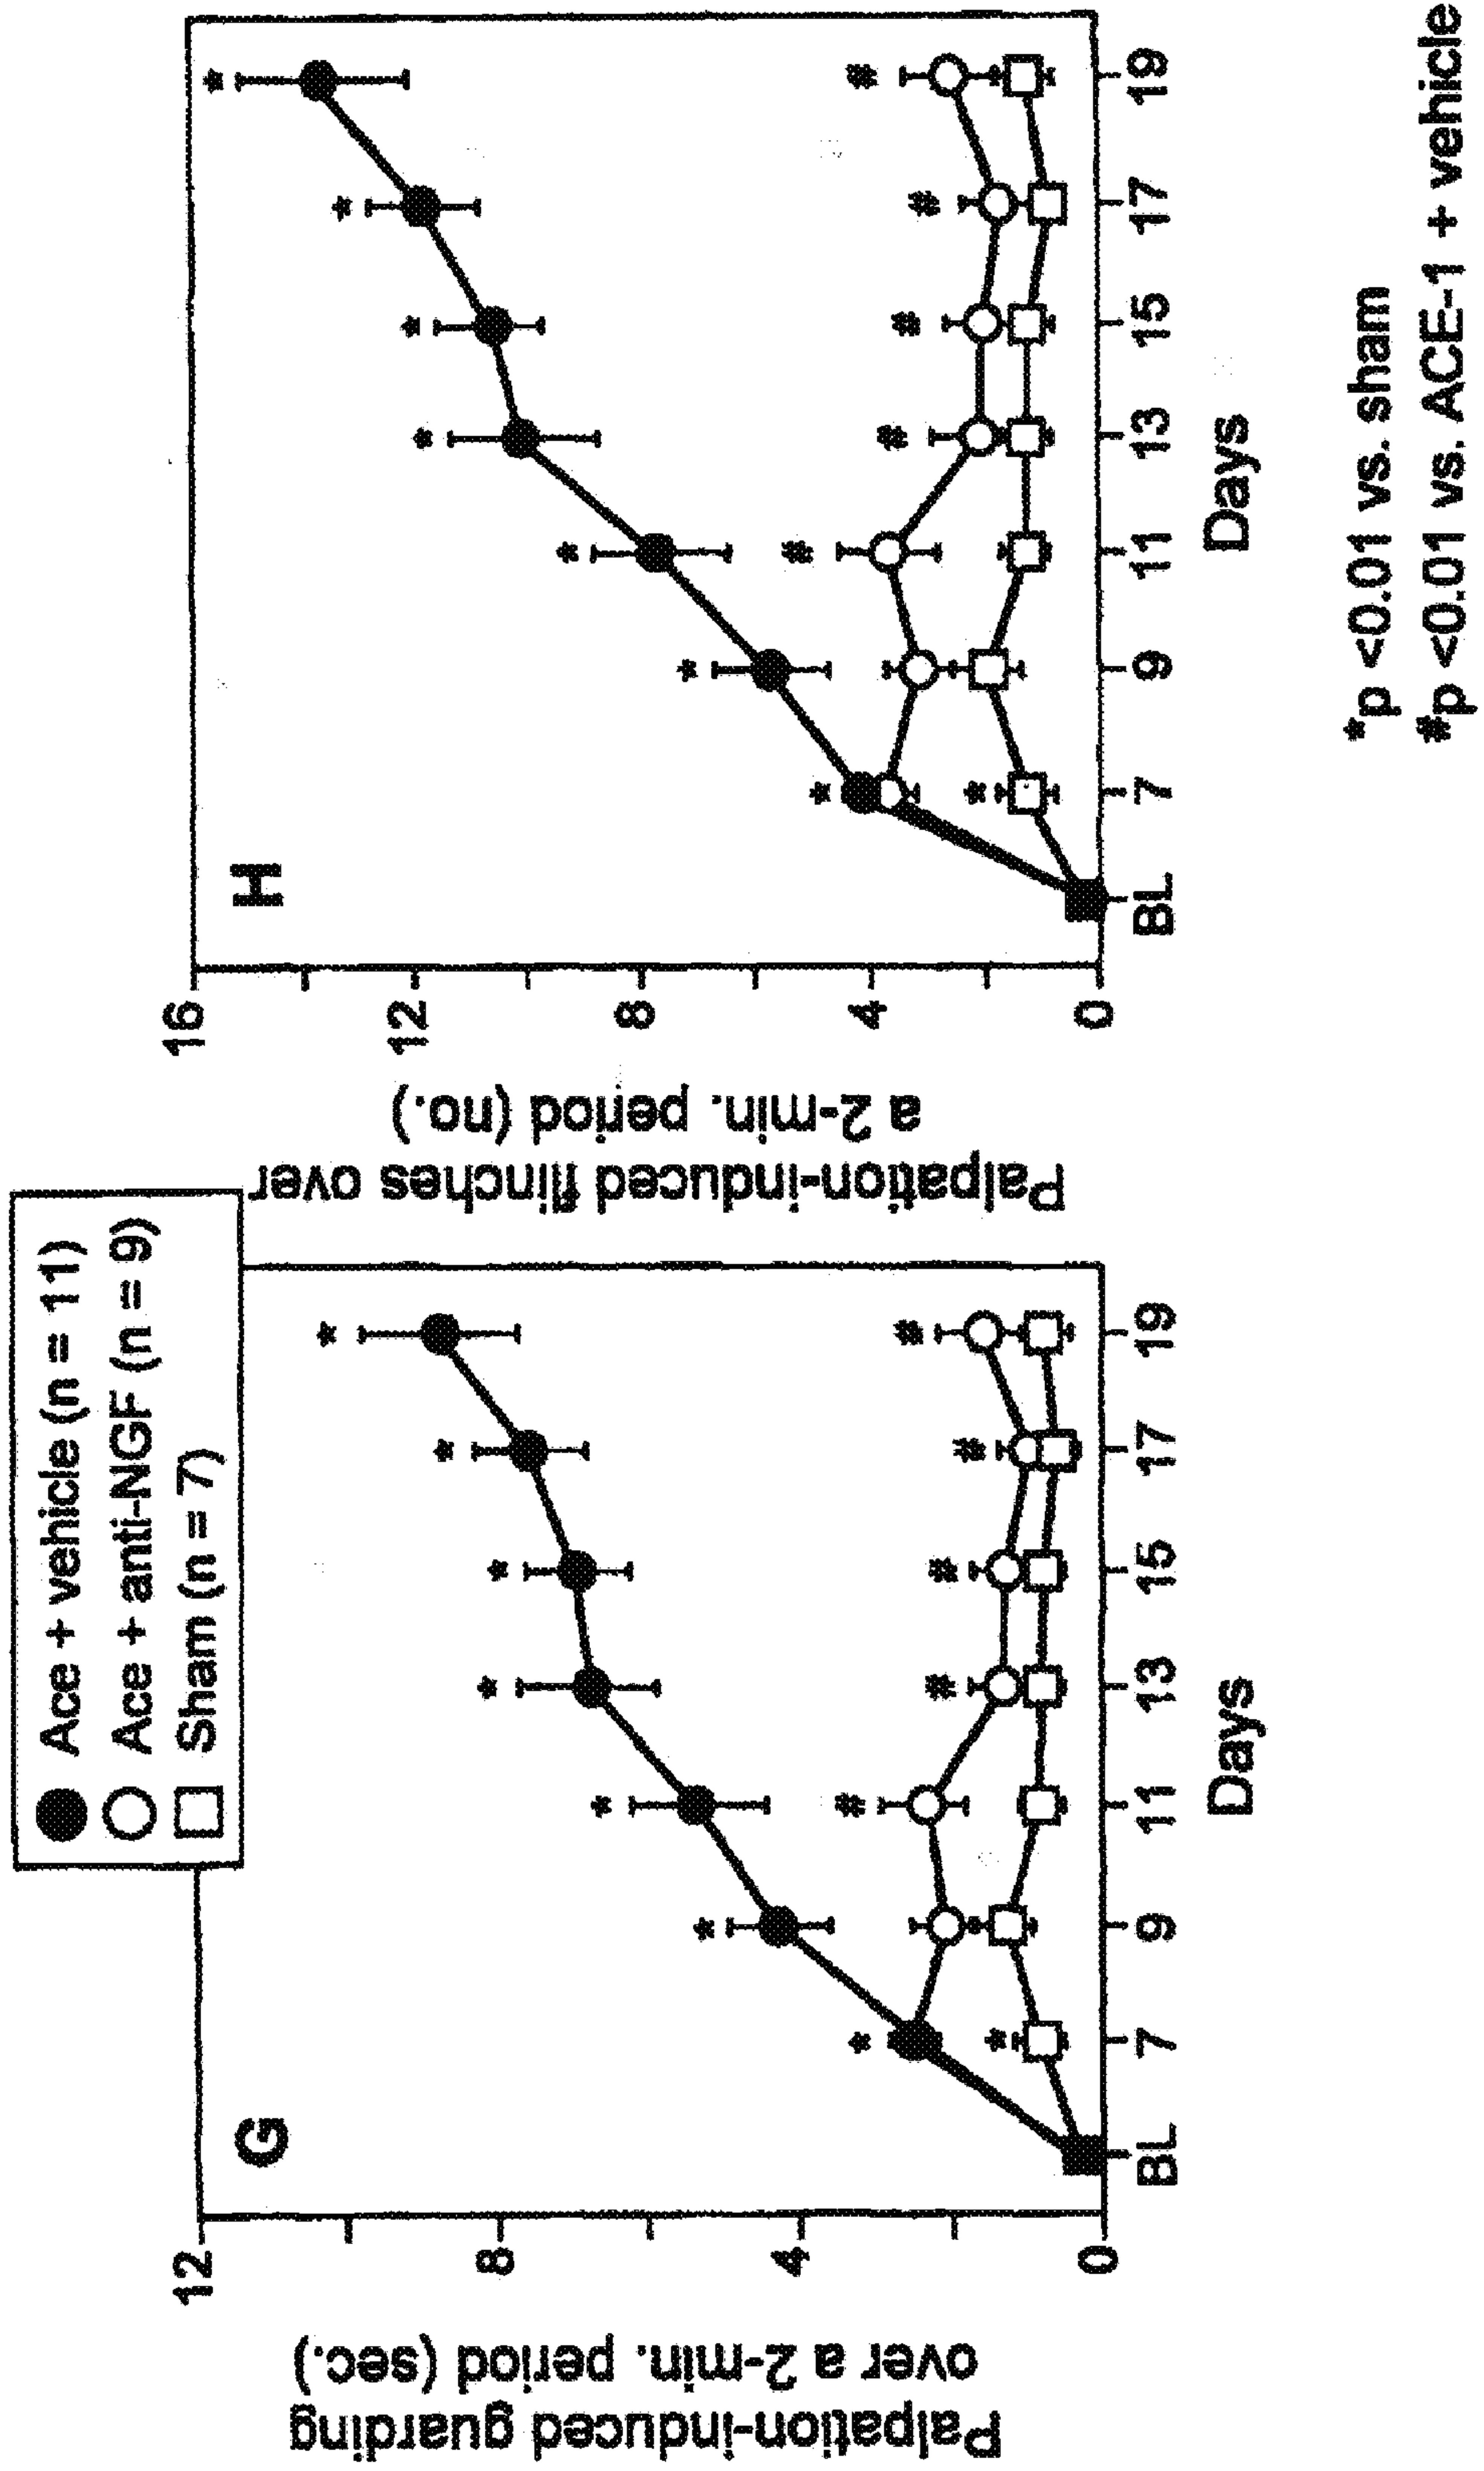 Ace + vehicle (n = 11)
Ace + anti-NGF (n = 9)
Sham (n = 7)
G
Palpation-induced guarding
over a 2-min. period (sec.)
12
8
4
0
* * * * * * *
# # # # #
*
BL 7 9 11 13 15 17 19
Days
H
Palpation-induced flinches over
a 2-min. period (no.)
16
12
8
4
0
* * * * * * *
# # # # #
*
BL 7 9 11 13 15 17 19
Days
*p <0.01 vs. sham
#p <0.01 vs. ACE-1 + vehicle